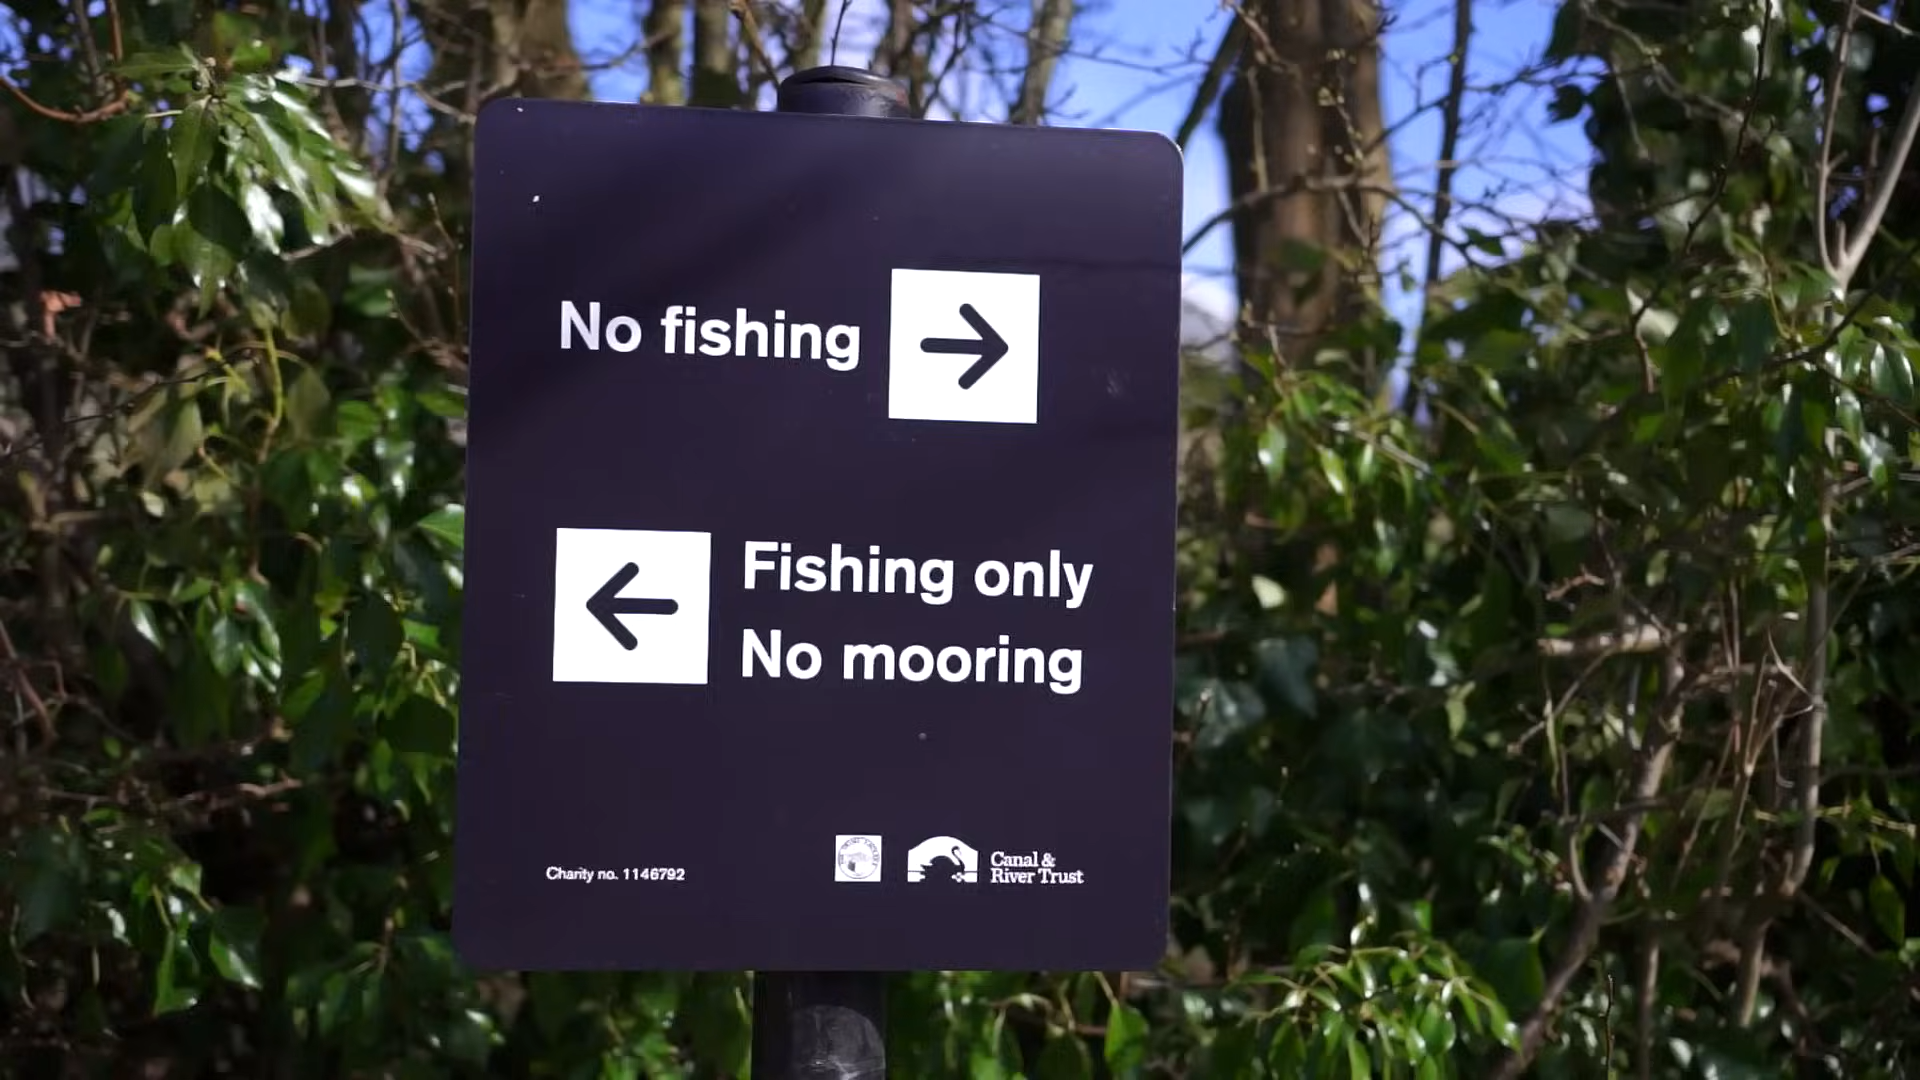 No fishing
Fishing only
No mooring
Charity no. 1146792
Canal &
River Trust